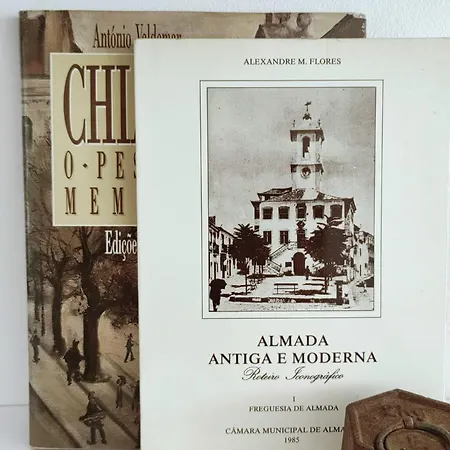 António Valdemar
CHI
O · PES
MEM
Ediçõe
ALEXANDRE M. FLORES
ALMADA
ANTIGA E MODERNA
Roteiro Iconográfico
I
FREGUESIA DE ALMADA
CÂMARA MUNICIPAL DE ALMA
1985